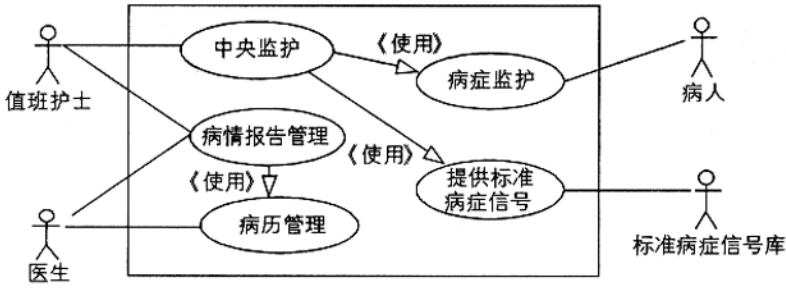 中央监护
《使用》
病症监护
值班护士
病人
病情报告管理
《使用》
提供标准
病症信号
《使用》
病历管理
医生
标准病症信号库